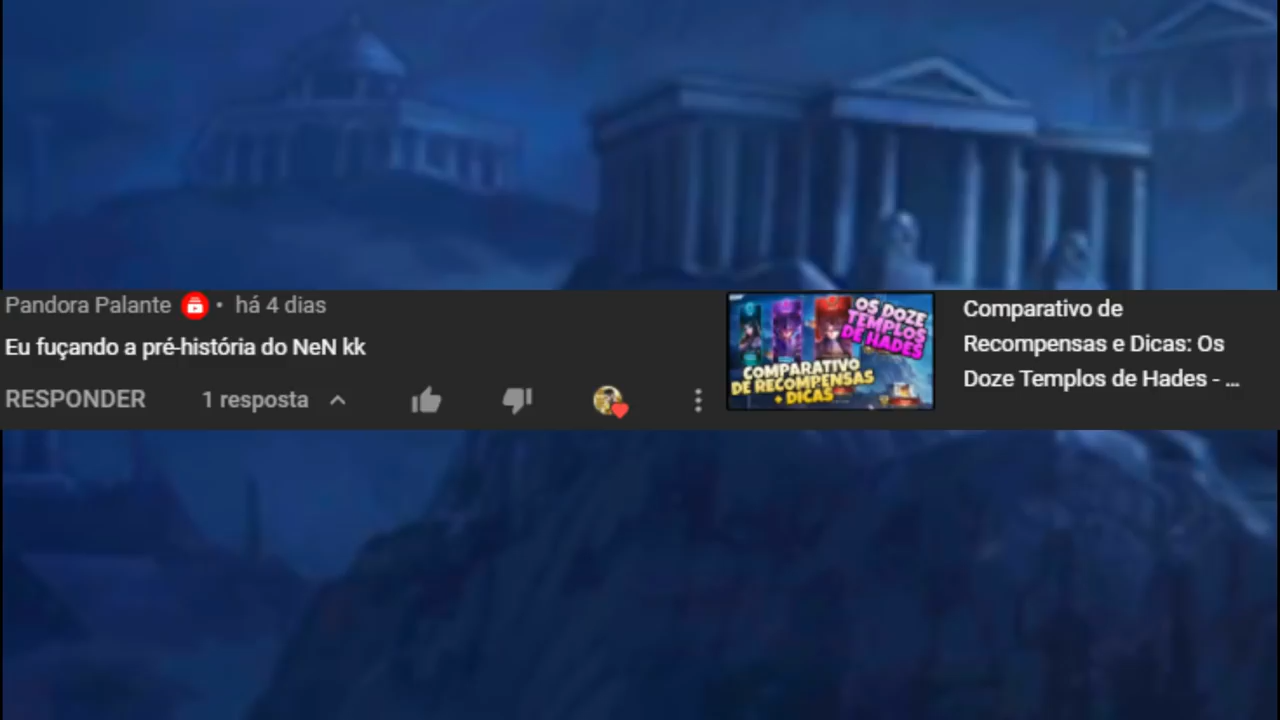 Pandora Palante • há 4 dias
Eu fuçando a pré-história do NeN kk
RESPONDER 1 resposta
OS DOZE
TEMPLOS
DE HADES
COMPARATIVO
DE RECOMPENSAS
+ DICAS
Comparativo de
Recompensas e Dicas: Os
Doze Templos de Hades - ...